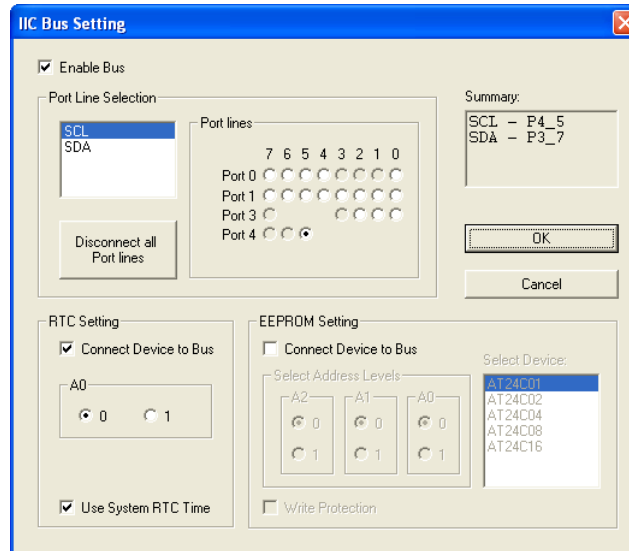 IIC Bus Setting
Enable Bus
Port Line Selection
SCL
SDA
Disconnect all
Port lines
Port lines
7 6 5 4 3 2 1 0
Port 0
Port 1
Port 3
Port 4
Summary:
SCL - P4_5
SDA - P3_7
OK
Cancel
RTC Setting
Connect Device to Bus
A0
0 1
Use System RTC Time
EEPROM Setting
Connect Device to Bus
Select Address Levels
A2 A1 A0
0 0 0
1 1 1
Write Protection
Select Device:
AT24C01
AT24C02
AT24C04
AT24C08
AT24C16